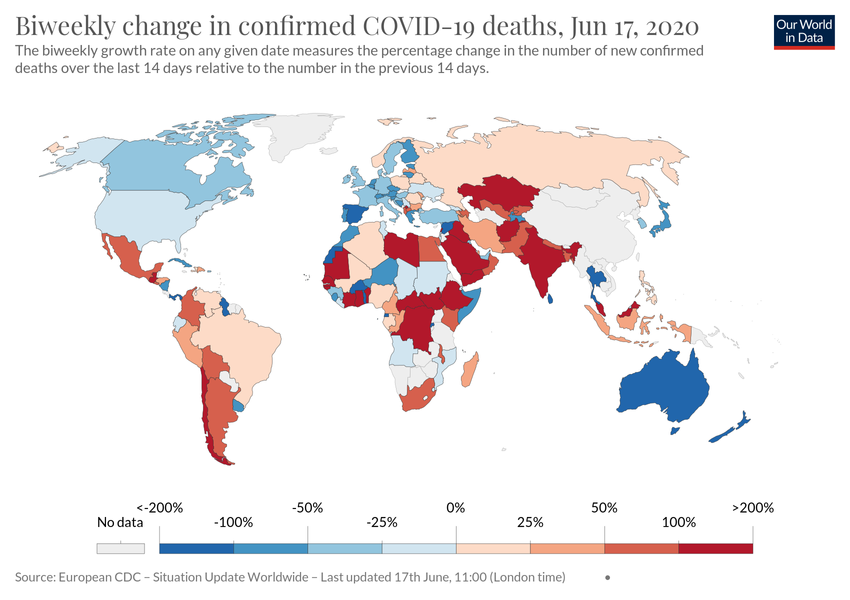 Biweekly change in confirmed COVID-19 deaths, Jun 17, 2020
Our World
in Data
The biweekly growth rate on any given date measures the percentage change in the number of new confirmed
deaths over the last 14 days relative to the number in the previous 14 days.
<-200% -50% 0% 50% >200%
No data -100% -25% 25% 100%
Source: European CDC – Situation Update Worldwide – Last updated 17th June, 11:00 (London time) •